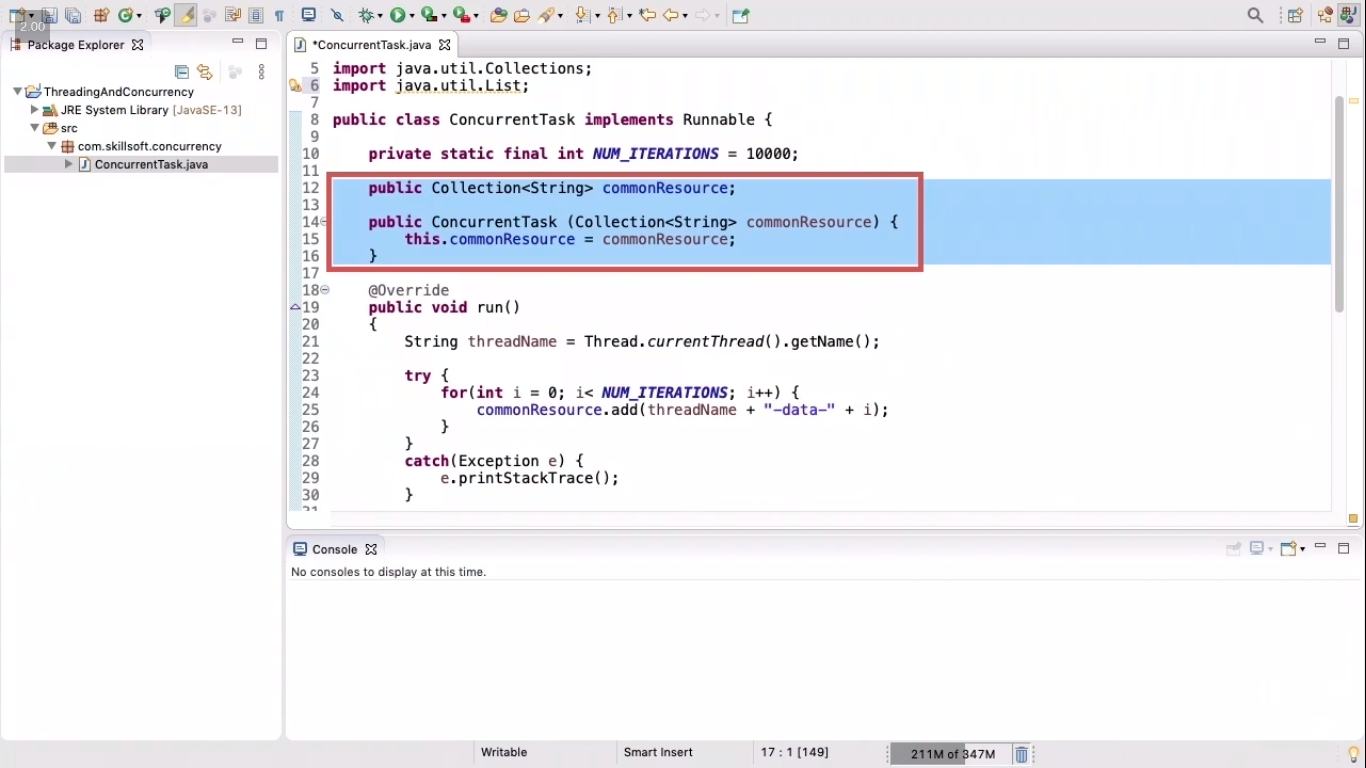 2.00
Package Explorer
ThreadingAndConcurrency
JRE System Library [JavaSE-13]
src
com.skillsoft.concurrency
ConcurrentTask.java
*ConcurrentTask.java
5 import java.util.Collections;
6 import java.util.List;
7
8 public class ConcurrentTask implements Runnable {
9
10 private static final int NUM_ITERATIONS = 10000;
11
12 public Collection<String> commonResource;
13
14 public ConcurrentTask (Collection<String> commonResource) {
15 this.commonResource = commonResource;
16 }
17
18 @Override
19 public void run()
20 {
21 String threadName = Thread.currentThread().getName();
22
23 try {
24 for(int i = 0; i< NUM_ITERATIONS; i++) {
25 commonResource.add(threadName + "-data-" + i);
26 }
27 }
28 catch(Exception e) {
29 e.printStackTrace();
30 }
31
Console
No consoles to display at this time.
Writable
Smart Insert
17 : 1 [149]
211M of 347M